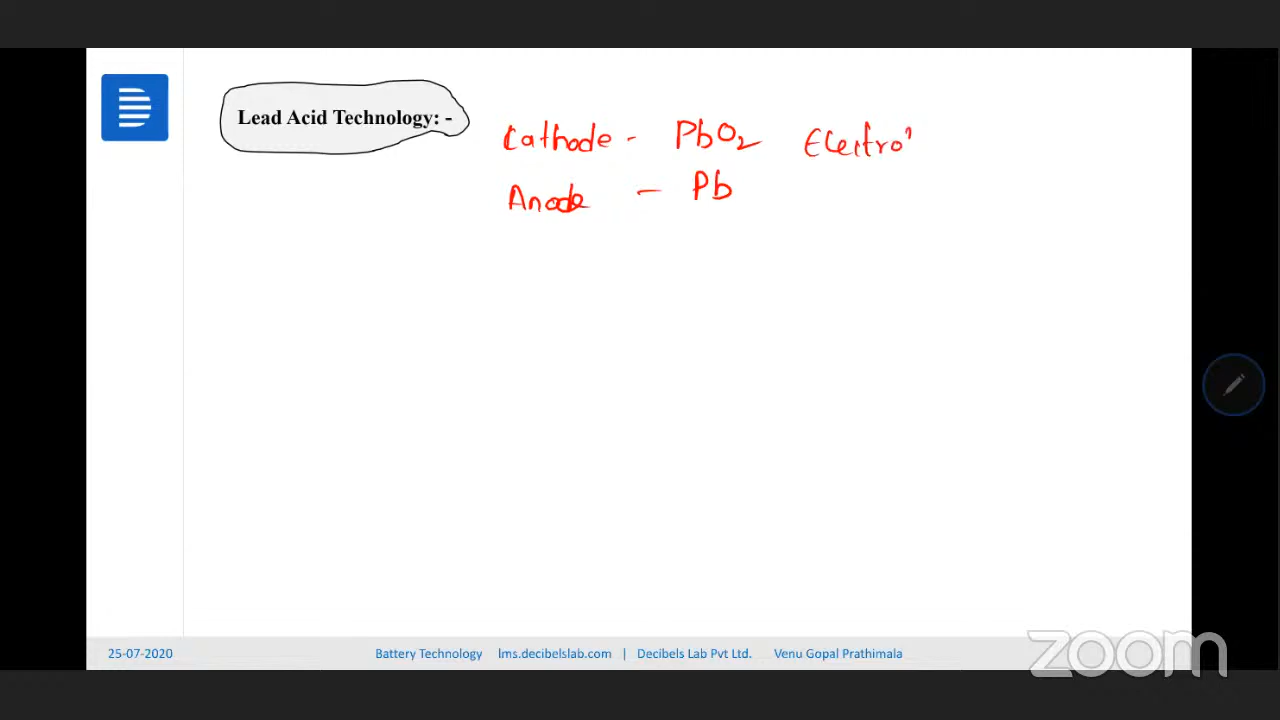 Lead Acid Technology: -
Cathode - PbO2 Electro
Anode - Pb
25-07-2020 Battery Technology lms.decibelslab.com | Decibels Lab Pvt Ltd. Venu Gopal Prathimala
zoom